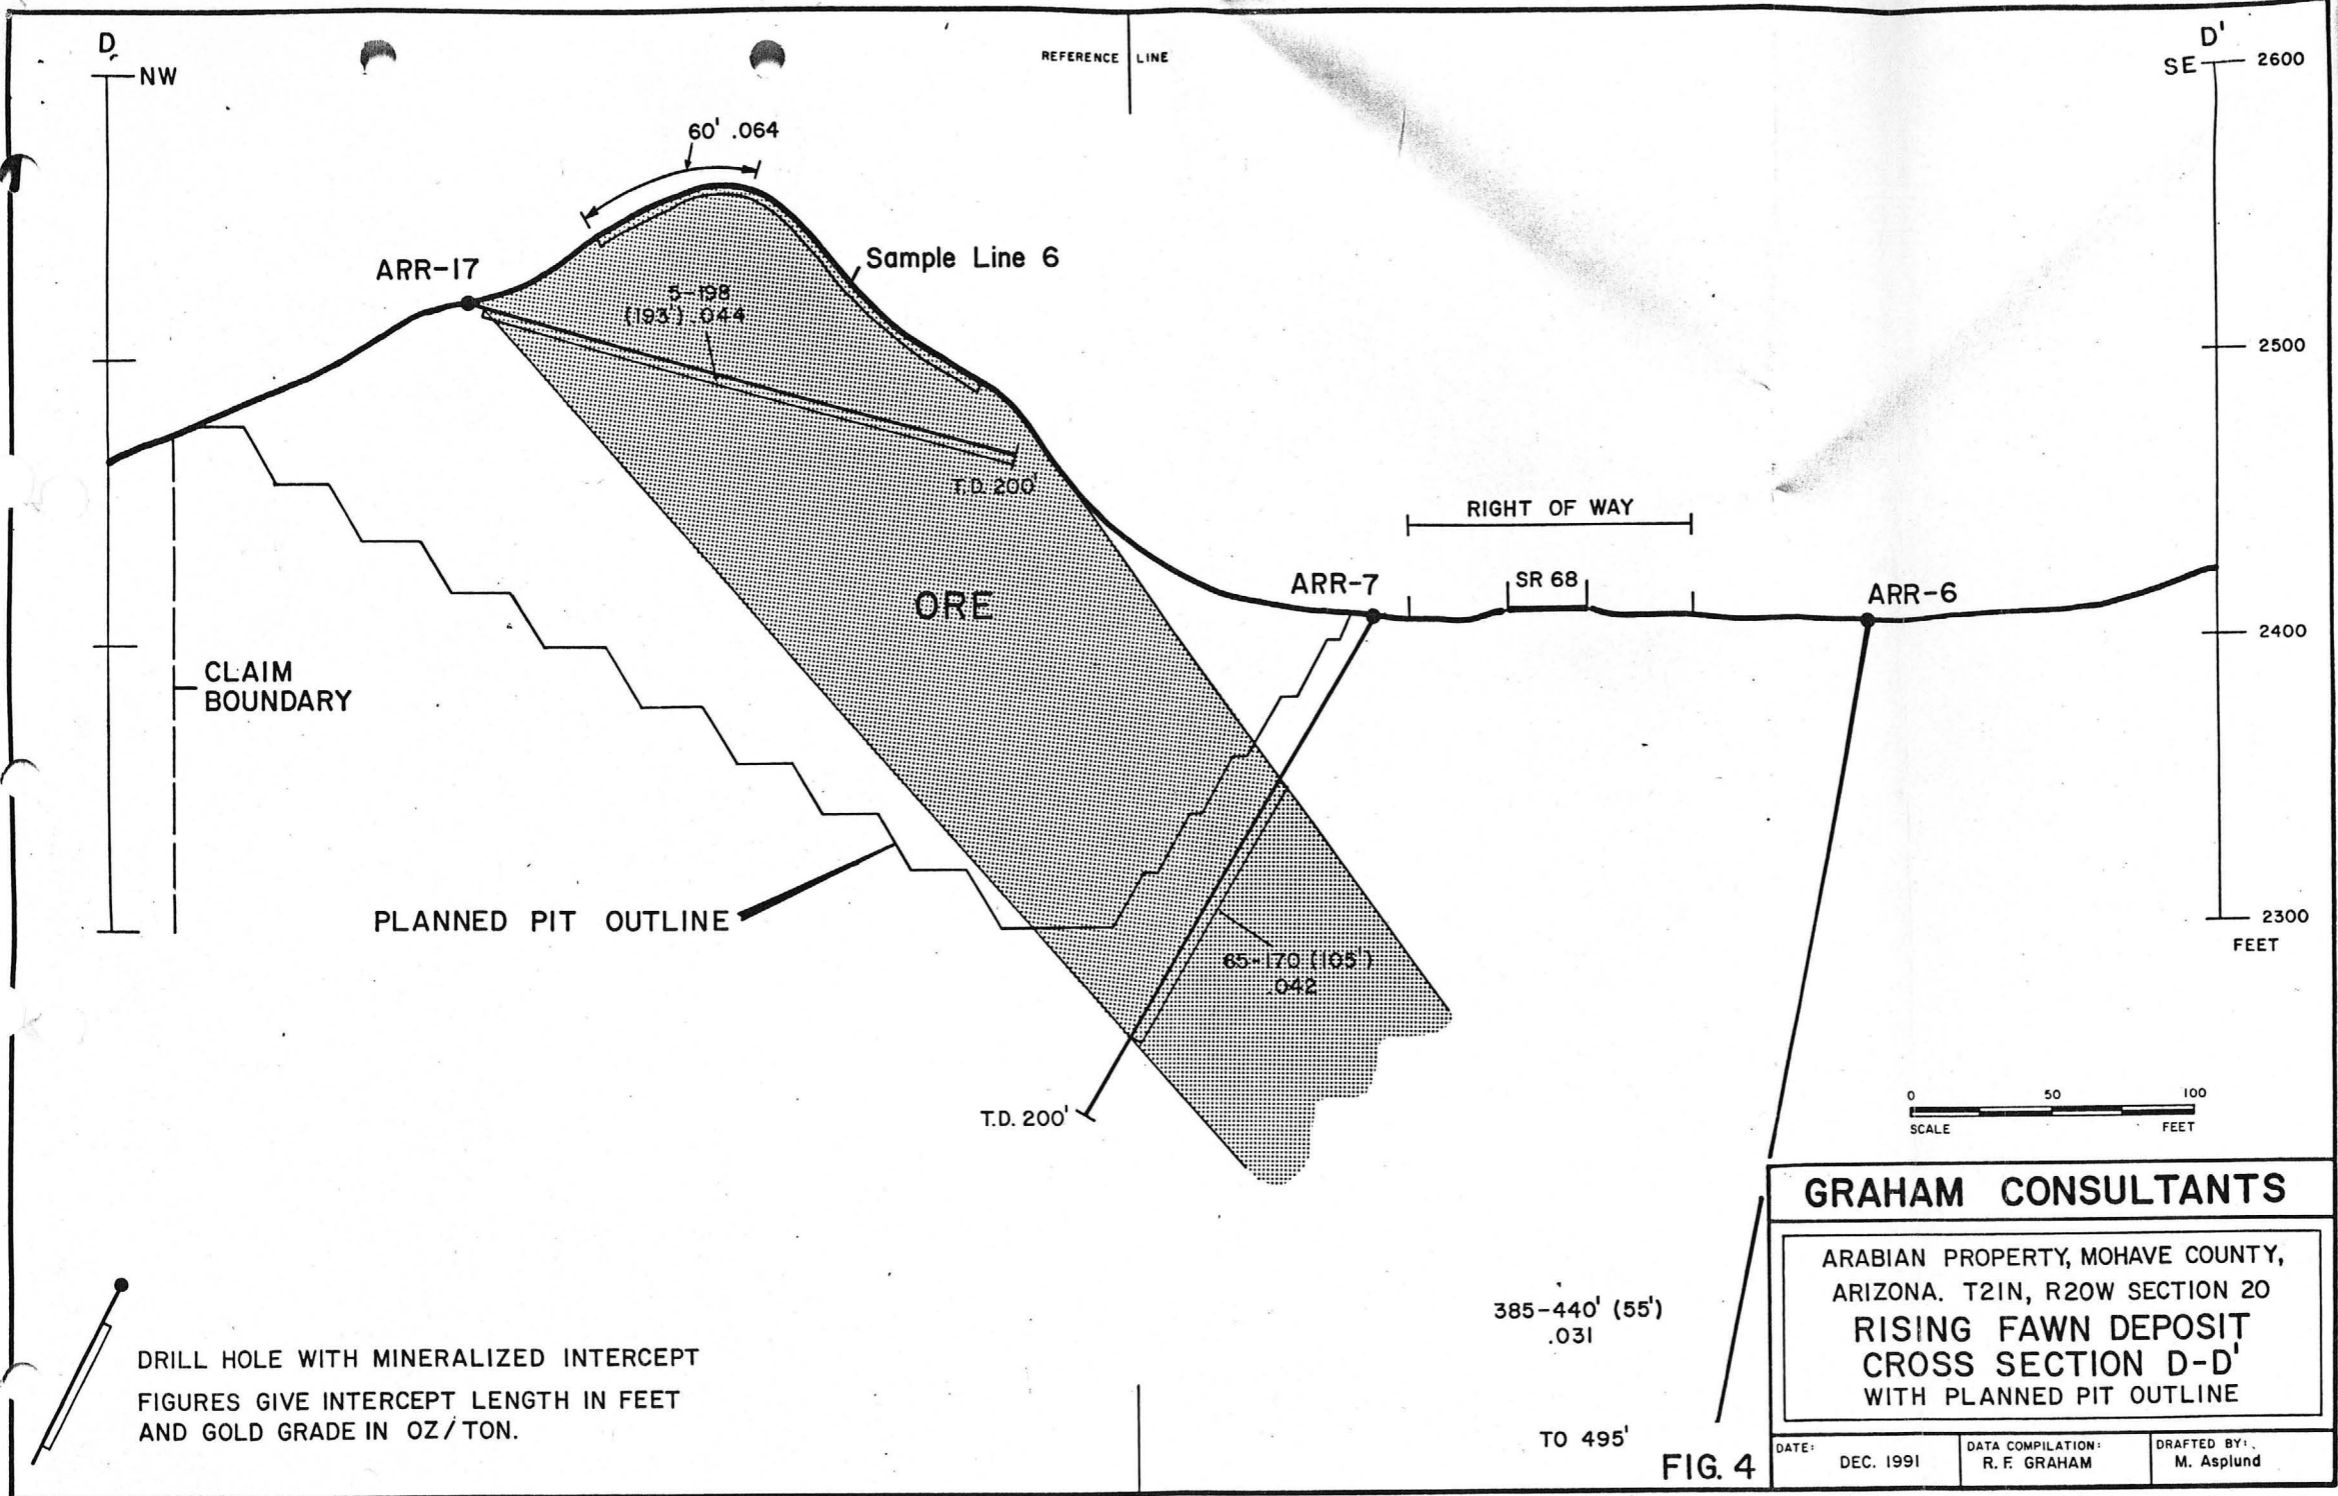 D
NW
REFERENCE LINE
D'
SE
2600
60' .064
ARR-17
Sample Line 6
5-198
(193') .044
T.D. 200'
2500
RIGHT OF WAY
ARR-7
SR 68
ARR-6
ORE
2400
CLAIM
BOUNDARY
PLANNED PIT OUTLINE
65-170 (105')
.042
2300
FEET
T.D. 200'
0 50 100
SCALE FEET
GRAHAM CONSULTANTS
ARABIAN PROPERTY, MOHAVE COUNTY,
ARIZONA. T21N, R20W SECTION 20
RISING FAWN DEPOSIT
CROSS SECTION D-D'
WITH PLANNED PIT OUTLINE
DATE: DEC. 1991
DATA COMPILATION:
R. F. GRAHAM
DRAFTED BY:
M. Asplund
385-440' (55')
.031
TO 495'
FIG. 4
DRILL HOLE WITH MINERALIZED INTERCEPT
FIGURES GIVE INTERCEPT LENGTH IN FEET
AND GOLD GRADE IN OZ/TON.